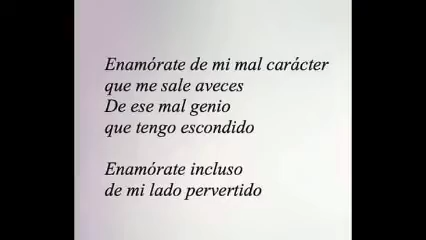 Enamórate de mi mal carácter
que me sale aveces
De ese mal genio
que tengo escondido
Enamórate incluso
de mi lado pervertido